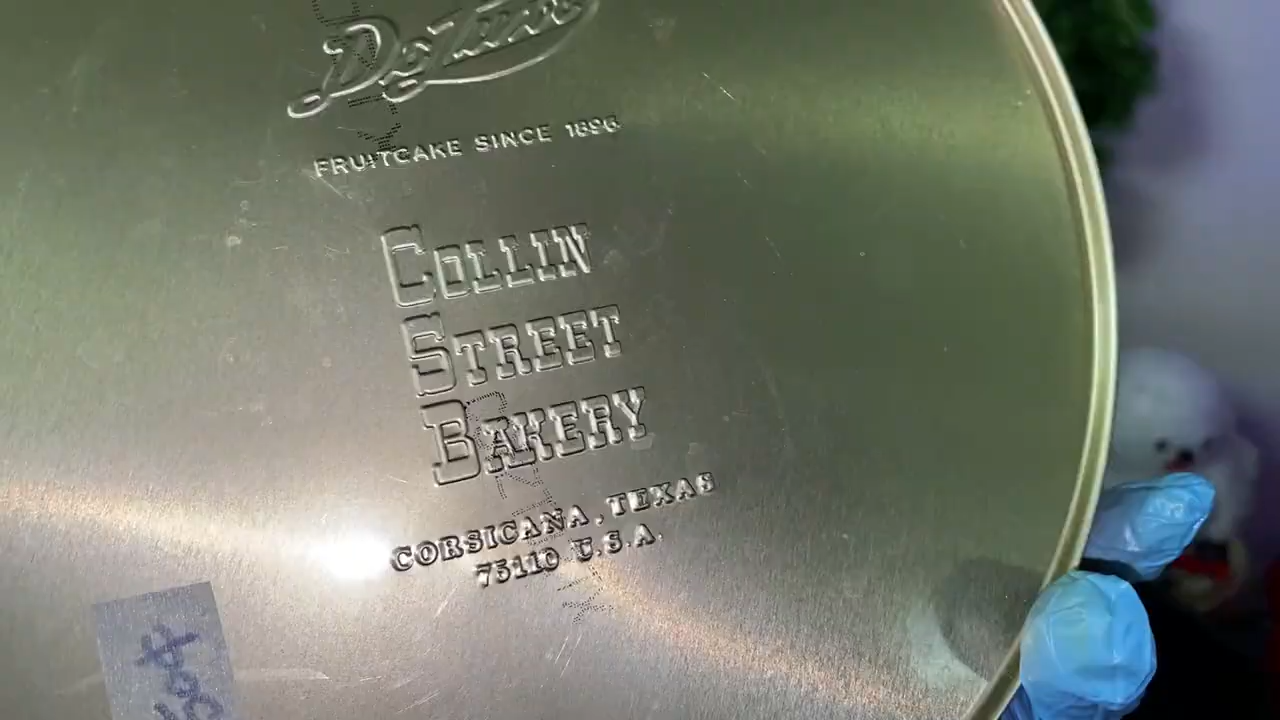 DeLuxe
FRUITCAKE SINCE 1896
COLLIN
STREET
BAKERY
CORSICANA, TEXAS
75110 U.S.A.